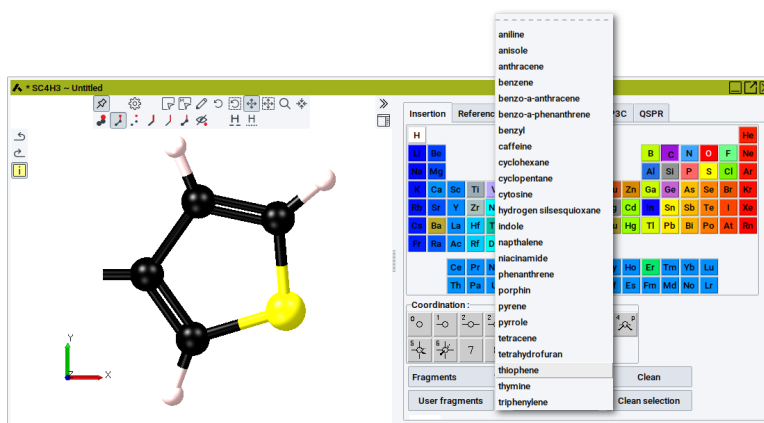 * SC4H3 ~ Untitled
H H
i
Y
Z X
Insertion Referenc 3C QSPR
H He
Li Be B C N O F Ne
Na Mg Al Si P S Cl Ar
K Ca Sc Ti V Zn Ga Ge As Se Br Kr
Rb Sr Y Zr N Cd In Sn Sb Te I Xe
Cs Ba La Hf T Hg Tl Pb Bi Po At Rn
Fr Ra Ac Rf D
Ce Pr N Ho Er Tm Yb Lu
Th Pa Es Fm Md No Lr
Coordination :
0 1 2 2 4 P
5 6 7
Fragments Clean
User fragments Clean selection
aniline
anisole
anthracene
benzene
benzo-a-anthracene
benzo-a-phenanthrene
benzyl
caffeine
cyclohexane
cyclopentane
cytosine
hydrogen silsesquioxane
indole
napthalene
niacinamide
phenanthrene
porphin
pyrene
pyrrole
tetracene
tetrahydrofuran
thiophene
thymine
triphenylene